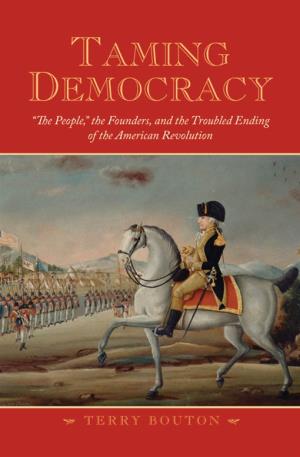 TAMING
DEMOCRACY
“The People,” the Founders, and the Troubled Ending
of the American Revolution
TERRY BOUTON